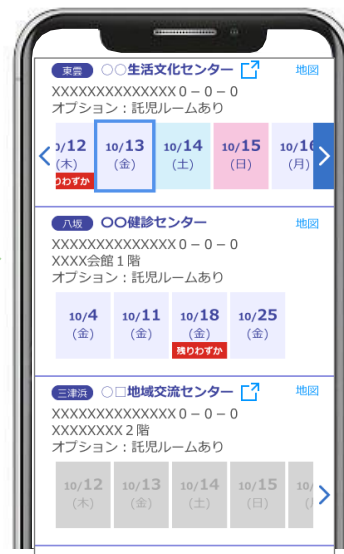 東雲 ○○生活文化センター 地図
XXXXXXXXXXXXXX0－0－0
オプション：託児ルームあり
10/13 10/14 10/15
(木) (金) (土) (日) (月)
りわずか
八坂 〇〇健診センター 地図
XXXXXXXXXXXXXX0－0－0
XXXX会館１階
オプション：託児ルームあり
10/4 10/11 10/18 10/25
(金) (金) (金) (金)
残りわずか
三津浜 ○□地域交流センター 地図
XXXXXXXXXXXXXX0－0－0
XXXXXXXX２階
オプション：託児ルームあり
10/12 10/13 10/14 10/15 10/
(木) (金) (土) (日)